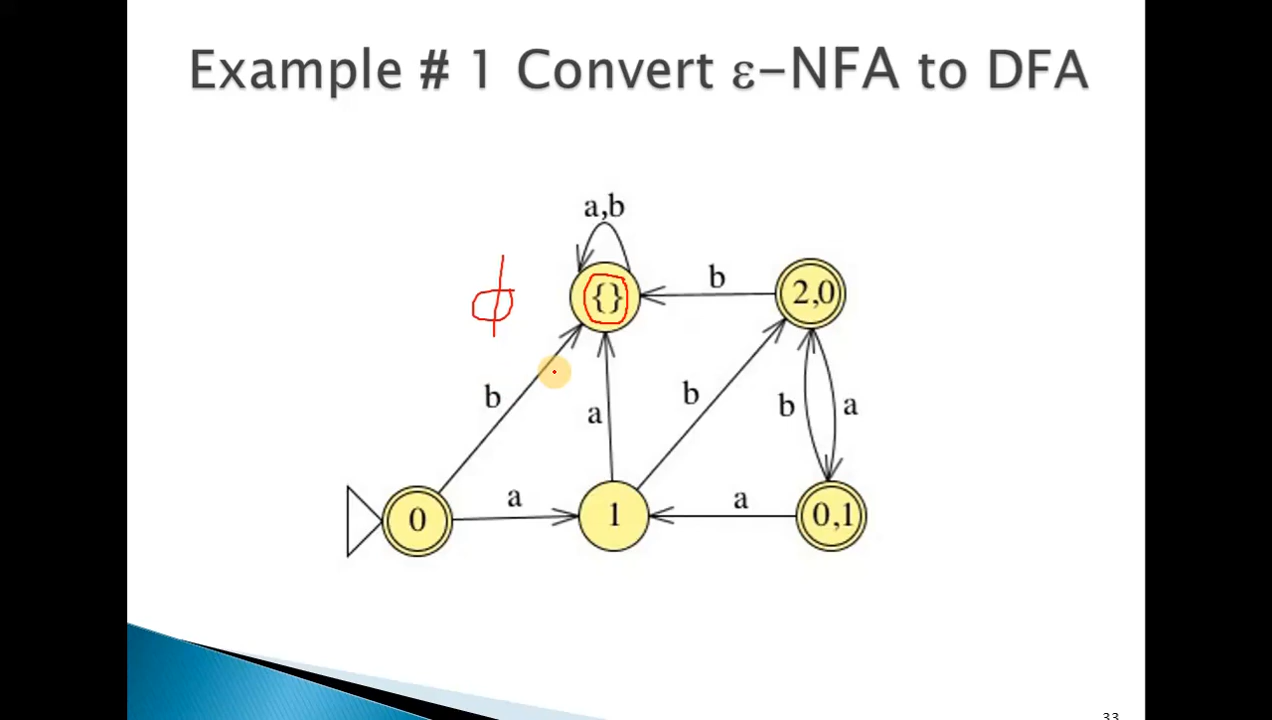 Example # 1 Convert ε-NFA to DFA
a,b
ϕ
{}
b
2,0
b
a
b
b
a
0
a
1
a
0,1
33